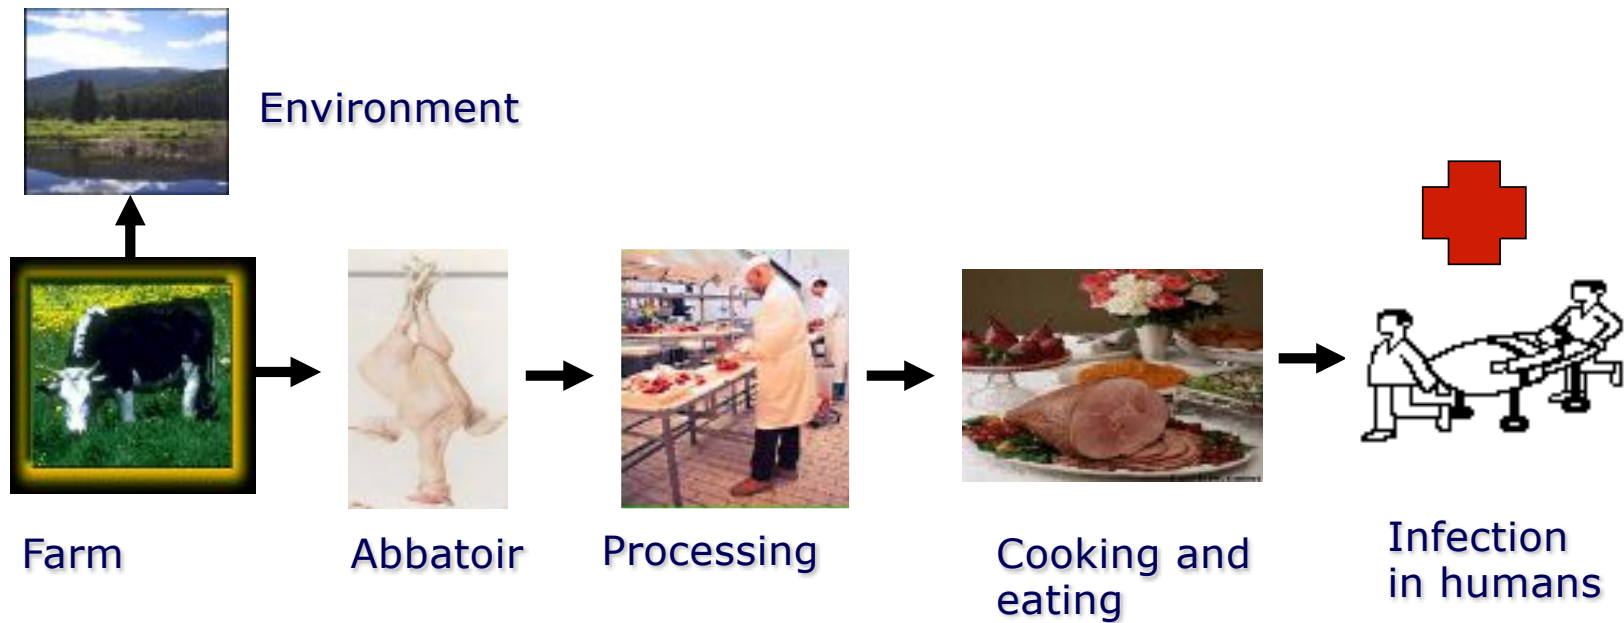 Environment
Farm
Abbatoir
Processing
Cooking and
eating
Infection
in humans